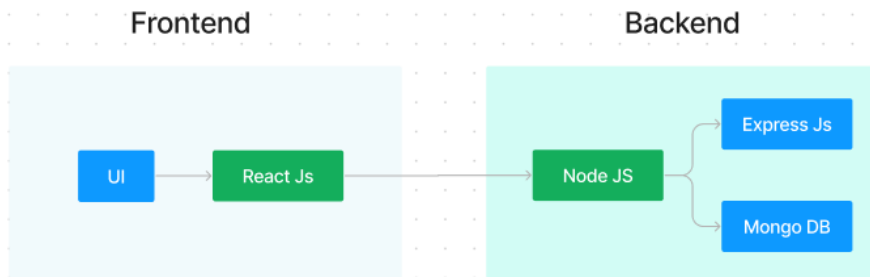 Frontend
Backend
UI
React Js
Node JS
Express Js
Mongo DB